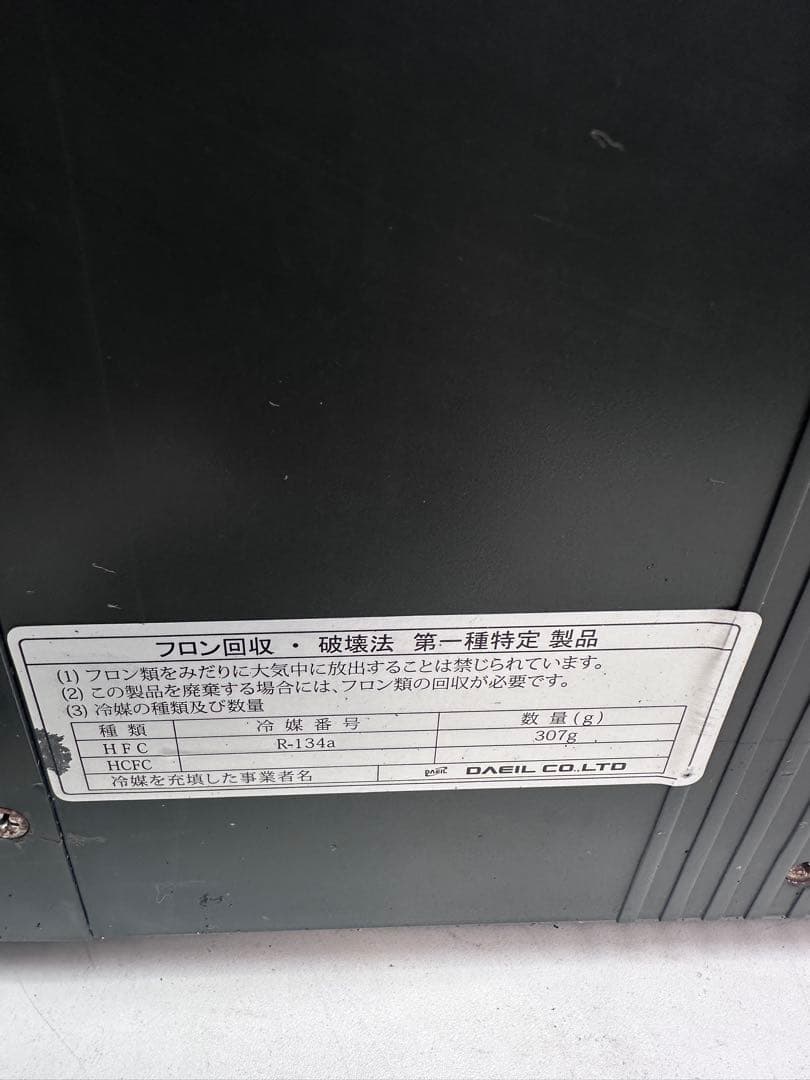 フロン回収・破壊法 第一種特定 製品
(1) フロン類をみだりに大気中に放出することは禁じられています。
(2) この製品を廃棄する場合には、フロン類の回収が必要です。
(3) 冷媒の種類及び数量
種類 冷媒番号 数量(g)
HFC R-134a 307g
HCFC
冷媒を充填した事業者名 DAEIL DAEIL CO.,LTD